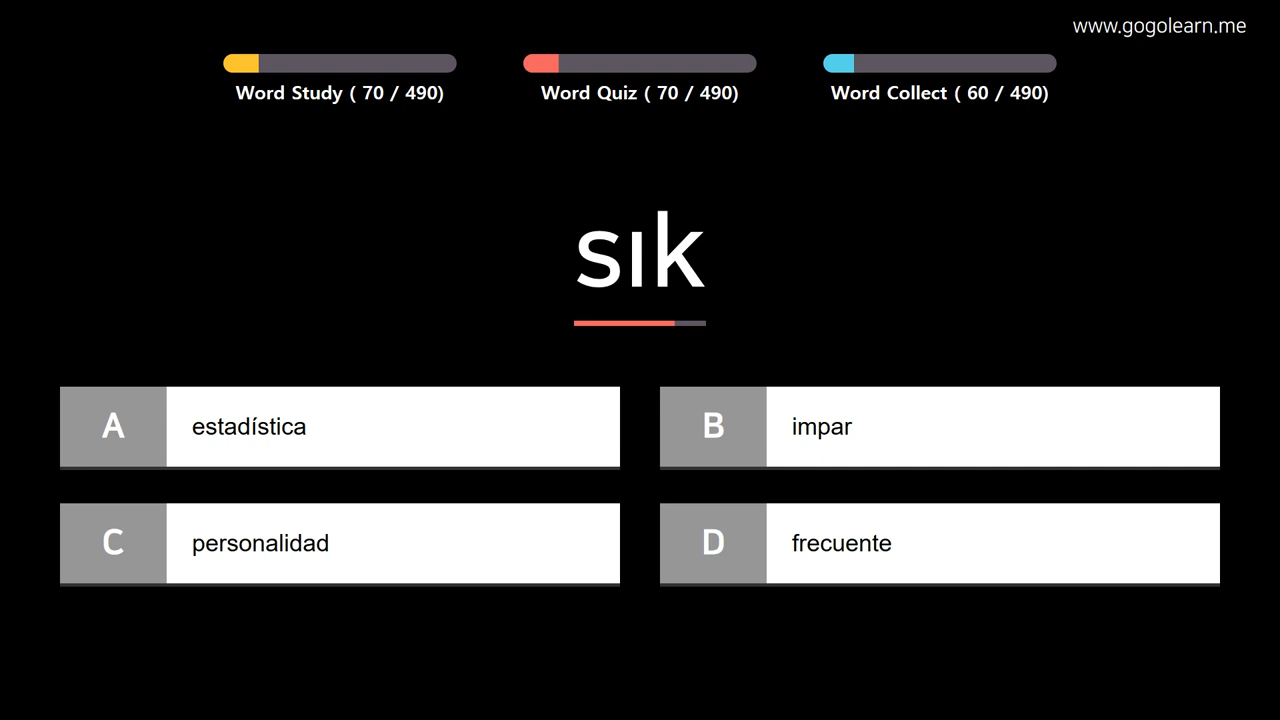 www.gogolearn.me
Word Study ( 70 / 490)
Word Quiz ( 70 / 490)
Word Collect ( 60 / 490)
sık
A estadística
B impar
C personalidad
D frecuente